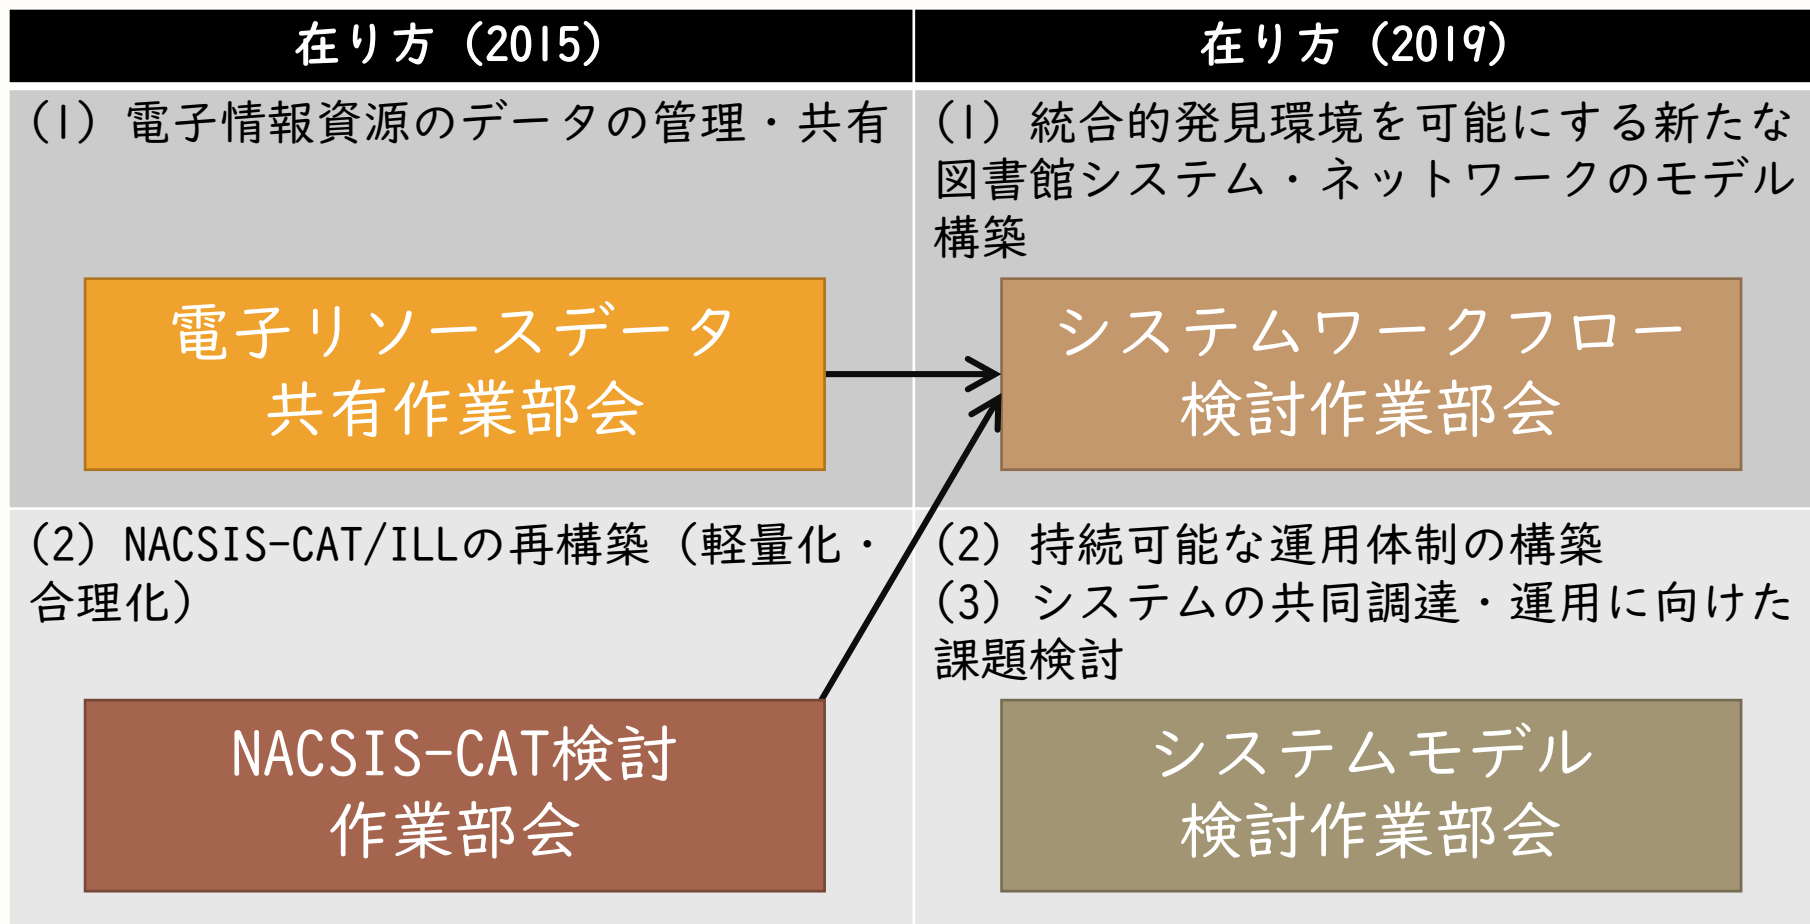 在り方（2015）
在り方（2019）
（1）電子情報資源のデータの管理・共有
電子リソースデータ
共有作業部会
（1）統合的発見環境を可能にする新たな
図書館システム・ネットワークのモデル
構築
システムワークフロー
検討作業部会
（2）NACSIS-CAT/ILLの再構築（軽量化・
合理化）
NACSIS-CAT検討
作業部会
（2）持続可能な運用体制の構築
（3）システムの共同調達・運用に向けた
課題検討
システムモデル
検討作業部会